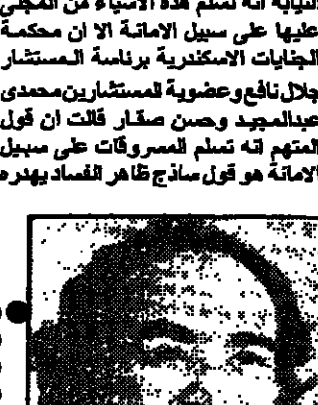 النيابة انه تسلم هذه الاشياء من المجلى
عليها على سبيل الامانة الا ان محكمة
الجنايات الاسكندرية برئاسة المستشار
جلال نافع وعضوية المستشارين محمدى
عبدالمجيد وحسن صقار قالت ان قول
المتهم انه تسلم المسروقات على سبيل
الامانة هو قول ساذج ظاهر الفساد يهدره